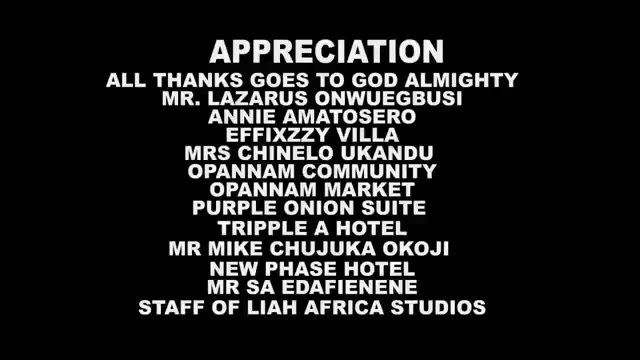 APPRECIATION
ALL THANKS GOES TO GOD ALMIGHTY
MR. LAZARUS ONWUEGBUSI
ANNIE AMATOSERO
EFFIXZZY VILLA
MRS CHINELO UKANDU
OPANNAM COMMUNITY
OPANNAM MARKET
PURPLE ONION SUITE
TRIPPLE A HOTEL
MR MIKE CHUJUKA OKOJI
NEW PHASE HOTEL
MR SA EDAFIENENE
STAFF OF LIAH AFRICA STUDIOS